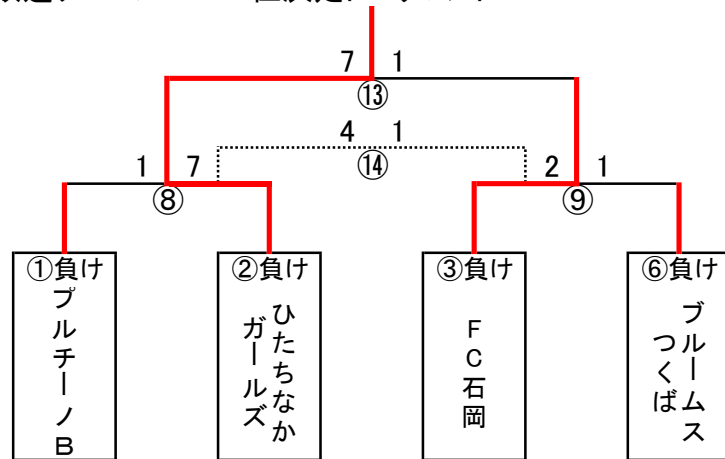 7 1
⑬
4 1
⑭
1 7
⑧
2 1
⑨
①負け
プルチーノB
②負け
ひたちなか
ガールズ
③負け
FC石岡
⑥負け
ブルームス
つくば